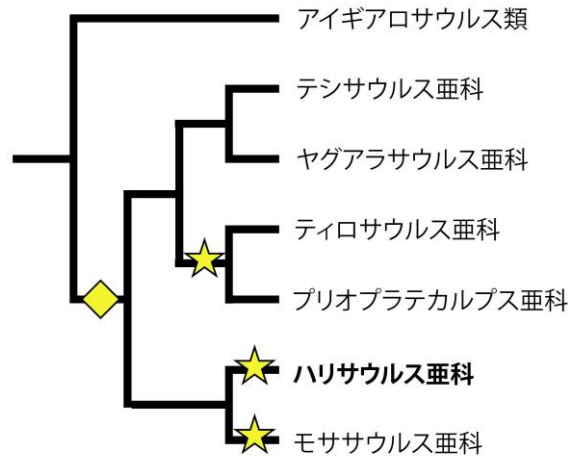 アイギアロサウルス類
テシサウルス亜科
ヤグアラサウルス亜科
ティロサウルス亜科
プリオプラテカルプス亜科
ハリサウルス亜科
モササウルス亜科